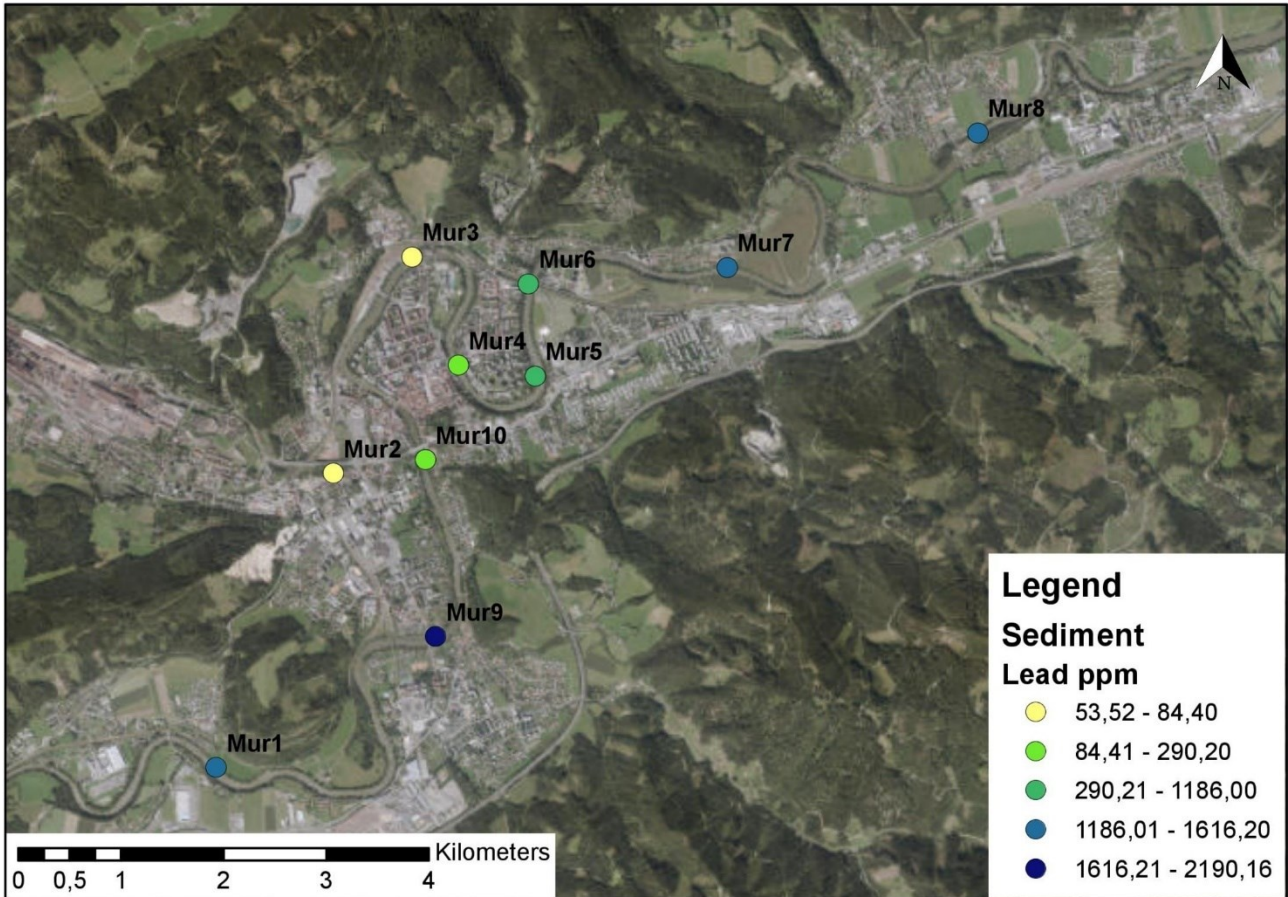 N
Mur8
Mur3
Mur7
Mur6
Mur4
Mur5
Mur10
Mur2
Mur9
Mur1
Legend
Sediment
Lead ppm
53,52 - 84,40
84,41 - 290,20
290,21 - 1186,00
1186,01 - 1616,20
1616,21 - 2190,16
Kilometers
0 0,5 1 2 3 4